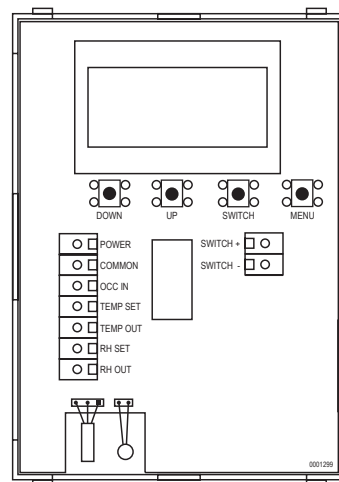 DOWN UP SWITCH MENU
POWER
COMMON
OCC IN
TEMP SET
TEMP OUT
RH SET
RH OUT
SWITCH +
SWITCH -
0001299